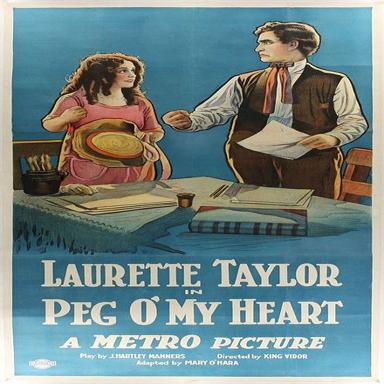 LAURETTE TAYLOR
IN
PEG O' MY HEART
A METRO PICTURE
Play by J. HARTLEY MANNERS Directed by KING VIDOR
Adapted by MARY O'HARA